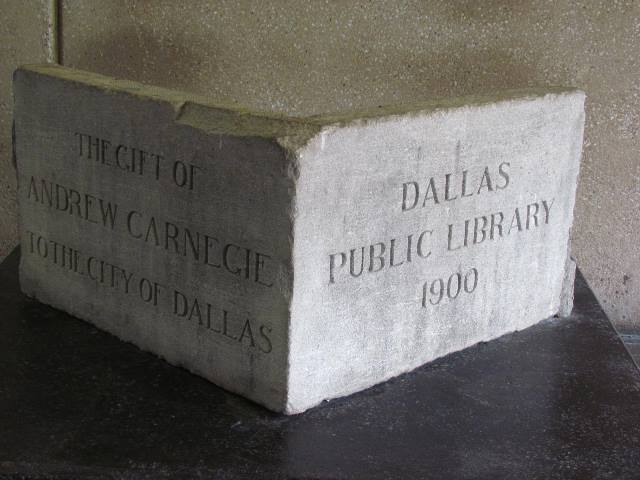 THE GIFT OF
ANDREW CARNEGIE
TO THE CITY OF DALLAS
DALLAS
PUBLIC LIBRARY
1900